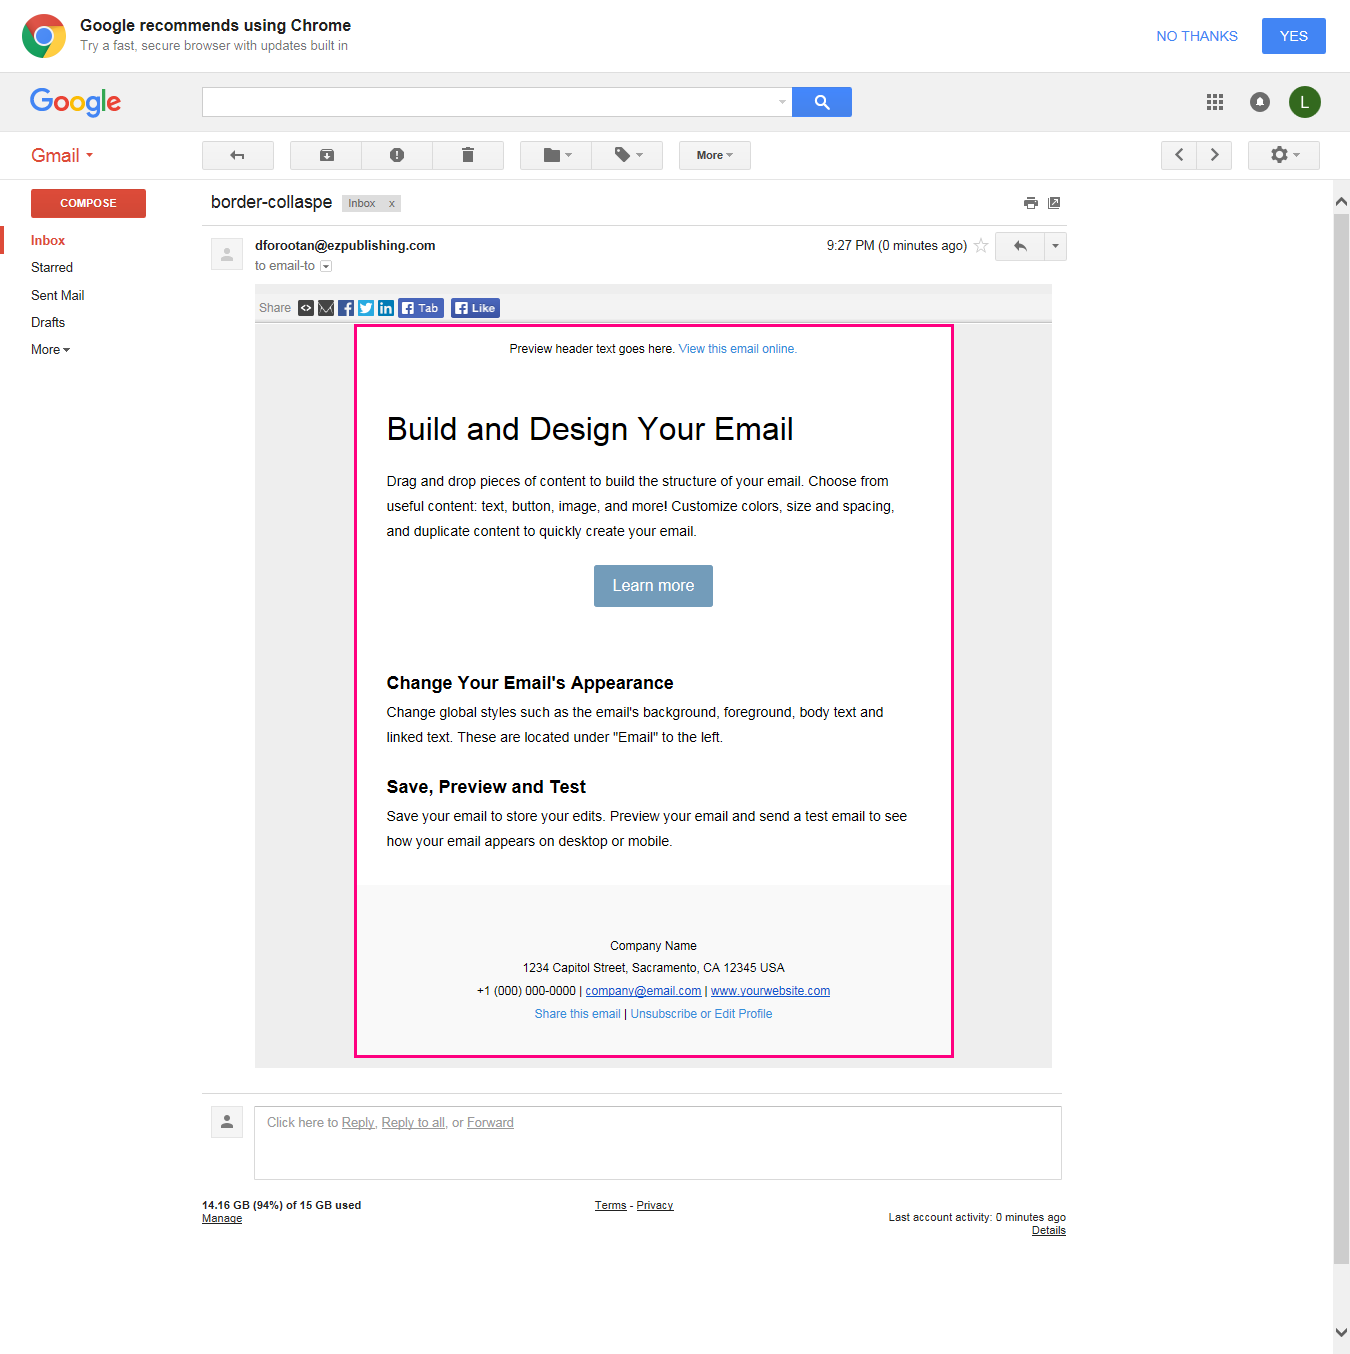 Google recommends using Chrome
Try a fast, secure browser with updates built in
NO THANKS
YES
Google
L
Gmail
More
COMPOSE
border-collaspe
Inbox x
Inbox
Starred
Sent Mail
Drafts
More
dforootan@ezpublishing.com
9:27 PM (0 minutes ago)
to email-to
Share
Tab
Like
Preview header text goes here. View this email online.
Build and Design Your Email
Drag and drop pieces of content to build the structure of your email. Choose from
useful content: text, button, image, and more! Customize colors, size and spacing,
and duplicate content to quickly create your email.
Learn more
Change Your Email's Appearance
Change global styles such as the email's background, foreground, body text and
linked text. These are located under "Email" to the left.
Save, Preview and Test
Save your email to store your edits. Preview your email and send a test email to see
how your email appears on desktop or mobile.
Company Name
1234 Capitol Street, Sacramento, CA 12345 USA
+1 (000) 000-0000 | company@email.com | www.yourwebsite.com
Share this email | Unsubscribe or Edit Profile
Click here to Reply, Reply to all, or Forward
14.16 GB (94%) of 15 GB used
Manage
Terms - Privacy
Last account activity: 0 minutes ago
Details